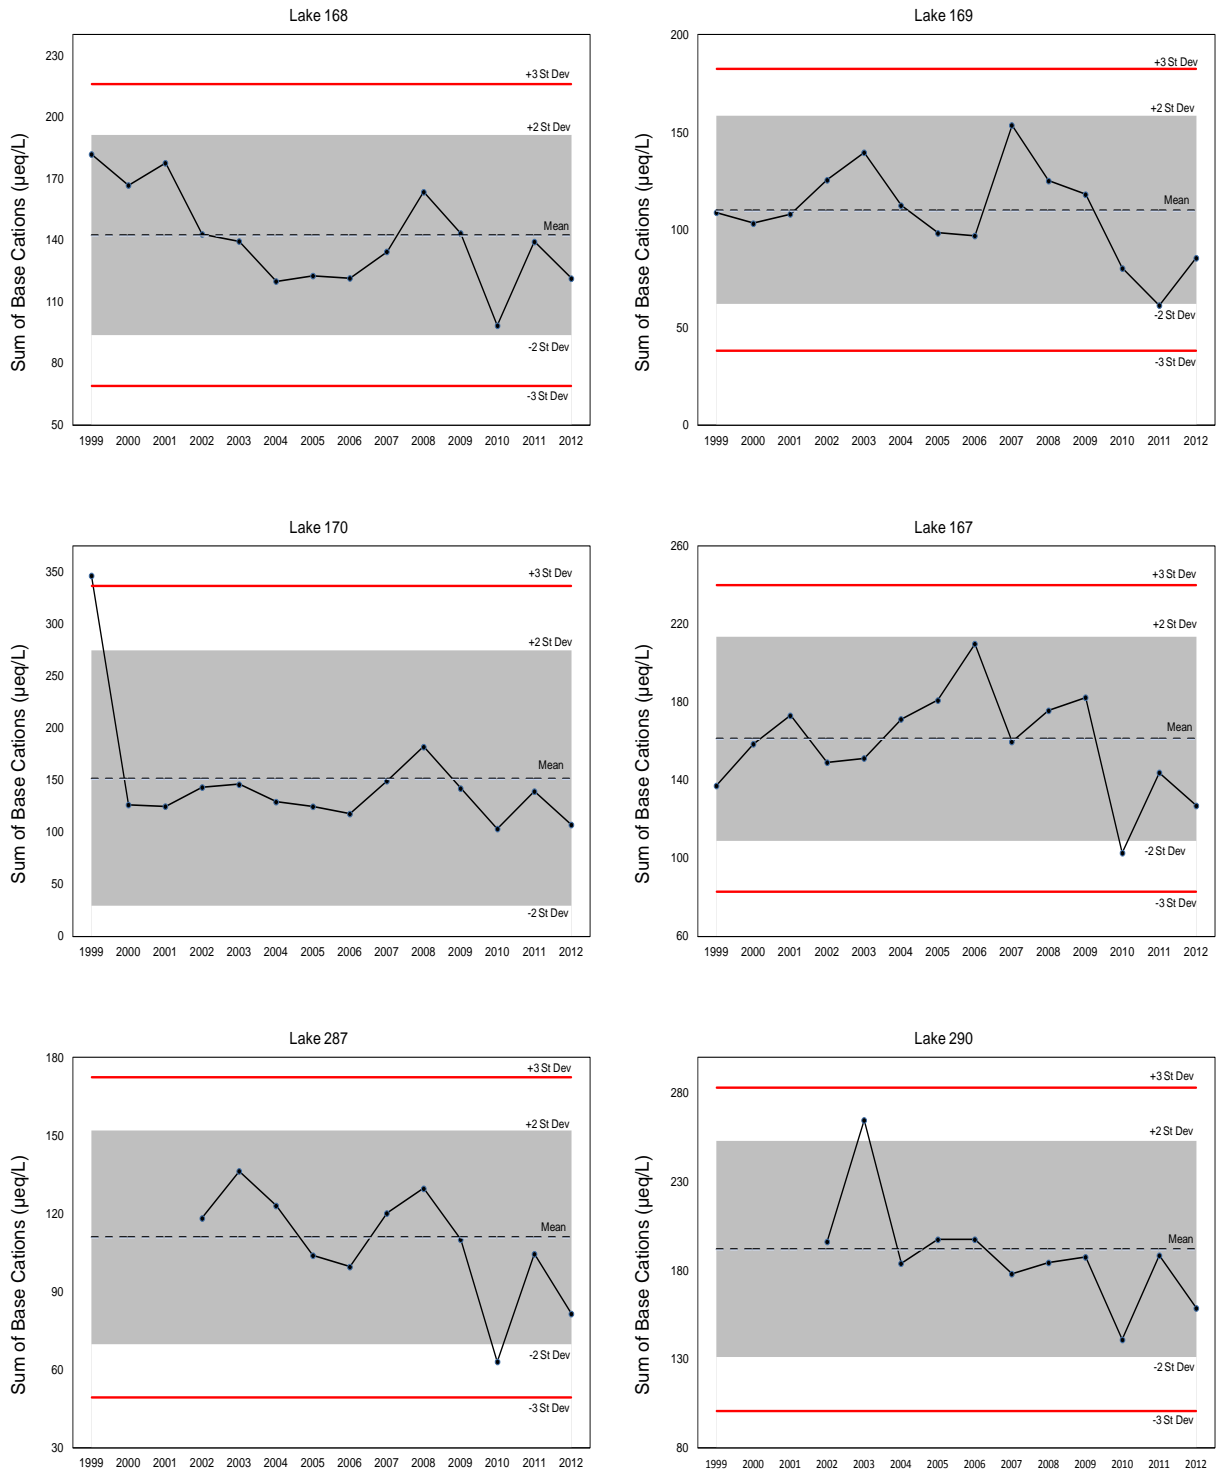 Lake 168
Sum of Base Cations (µeq/L)
230
200
170
140
110
80
50
+3 St Dev
+2 St Dev
Mean
-2 St Dev
-3 St Dev
1999 2000 2001 2002 2003 2004 2005 2006 2007 2008 2009 2010 2011 2012
Lake 169
Sum of Base Cations (µeq/L)
200
150
100
50
0
+3 St Dev
+2 St Dev
Mean
-2 St Dev
-3 St Dev
1999 2000 2001 2002 2003 2004 2005 2006 2007 2008 2009 2010 2011 2012
Lake 170
Sum of Base Cations (µeq/L)
350
300
250
200
150
100
50
0
+3 St Dev
+2 St Dev
Mean
-2 St Dev
1999 2000 2001 2002 2003 2004 2005 2006 2007 2008 2009 2010 2011 2012
Lake 167
Sum of Base Cations (µeq/L)
260
220
180
140
100
60
+3 St Dev
+2 St Dev
Mean
-2 St Dev
-3 St Dev
1999 2000 2001 2002 2003 2004 2005 2006 2007 2008 2009 2010 2011 2012
Lake 287
Sum of Base Cations (µeq/L)
180
150
120
90
60
30
+3 St Dev
+2 St Dev
Mean
-2 St Dev
-3 St Dev
1999 2000 2001 2002 2003 2004 2005 2006 2007 2008 2009 2010 2011 2012
Lake 290
Sum of Base Cations (µeq/L)
280
230
180
130
80
+3 St Dev
+2 St Dev
Mean
-2 St Dev
-3 St Dev
1999 2000 2001 2002 2003 2004 2005 2006 2007 2008 2009 2010 2011 2012